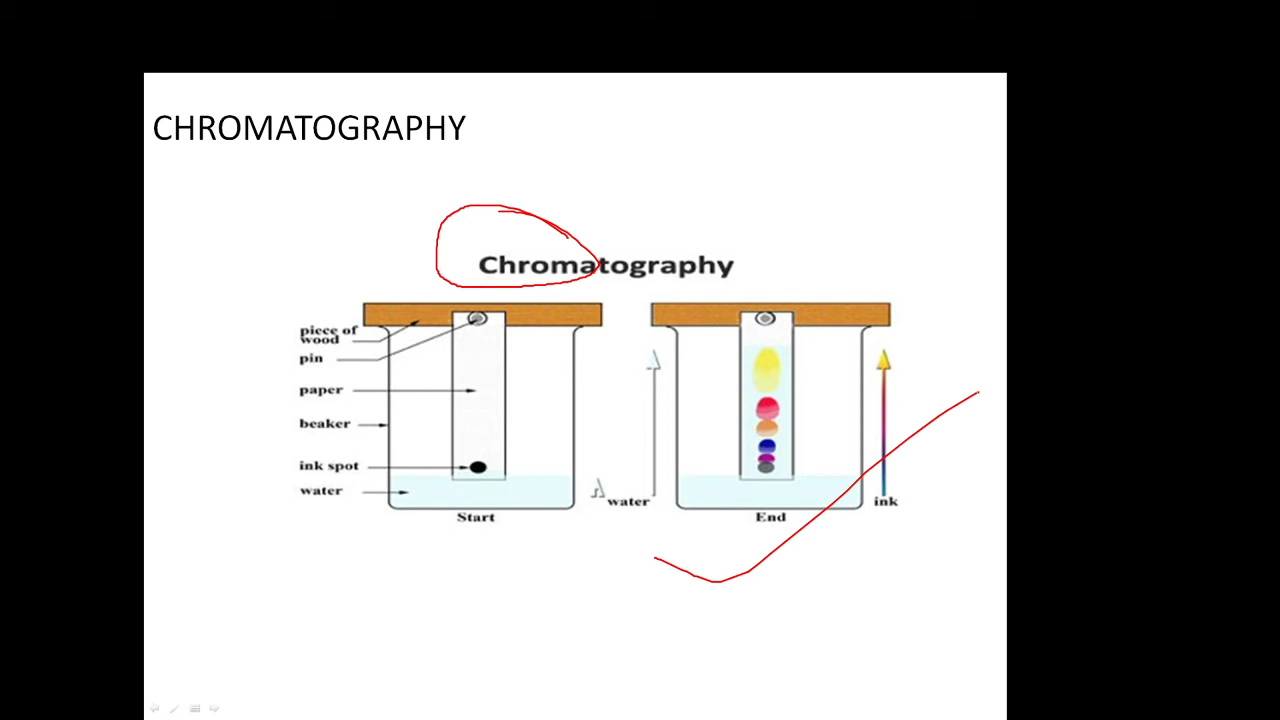 CHROMATOGRAPHY
Chromatography
piece of
wood
pin
paper
beaker
ink spot
water
Start
water
End
ink